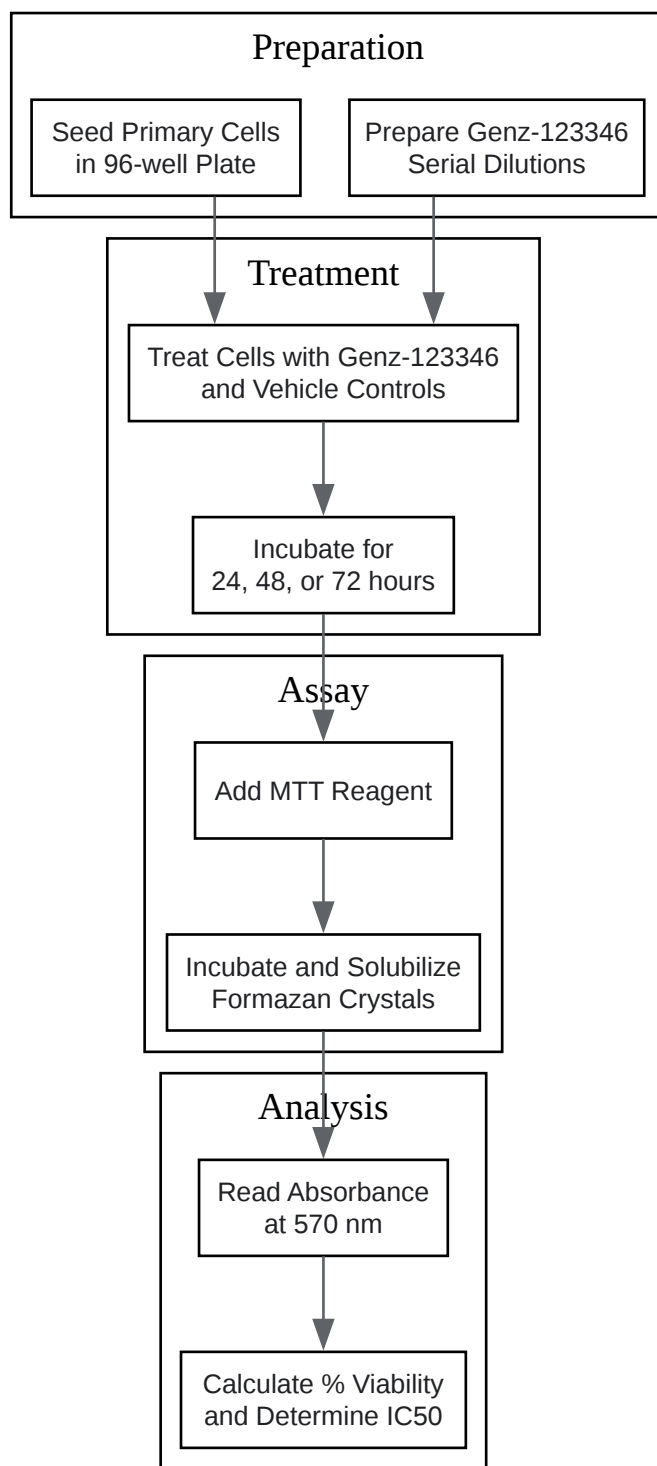 Preparation
Seed Primary Cells
in 96-well Plate
Prepare Genz-123346
Serial Dilutions
Treatment
Treat Cells with Genz-123346
and Vehicle Controls
Incubate for
24, 48, or 72 hours
Assay
Add MTT Reagent
Incubate and Solubilize
Formazan Crystals
Analysis
Read Absorbance
at 570 nm
Calculate % Viability
and Determine IC50